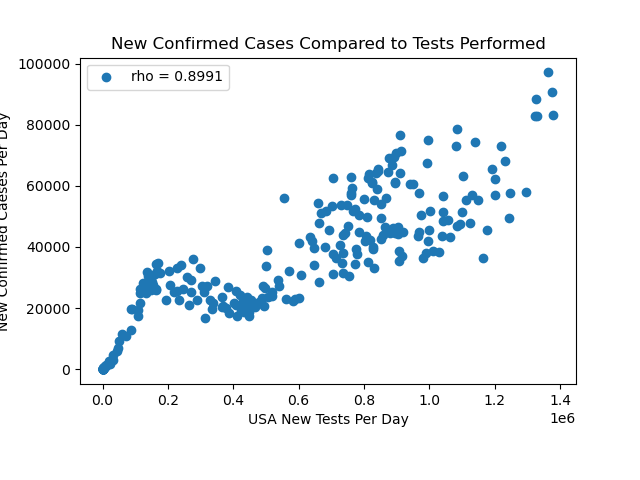 New Confirmed Cases Compared to Tests Performed
rho = 0.8991
100000
80000
60000
40000
20000
0
New Confirmed Caeses Per Day
0.0 0.2 0.4 0.6 0.8 1.0 1.2 1.4
1e6
USA New Tests Per Day